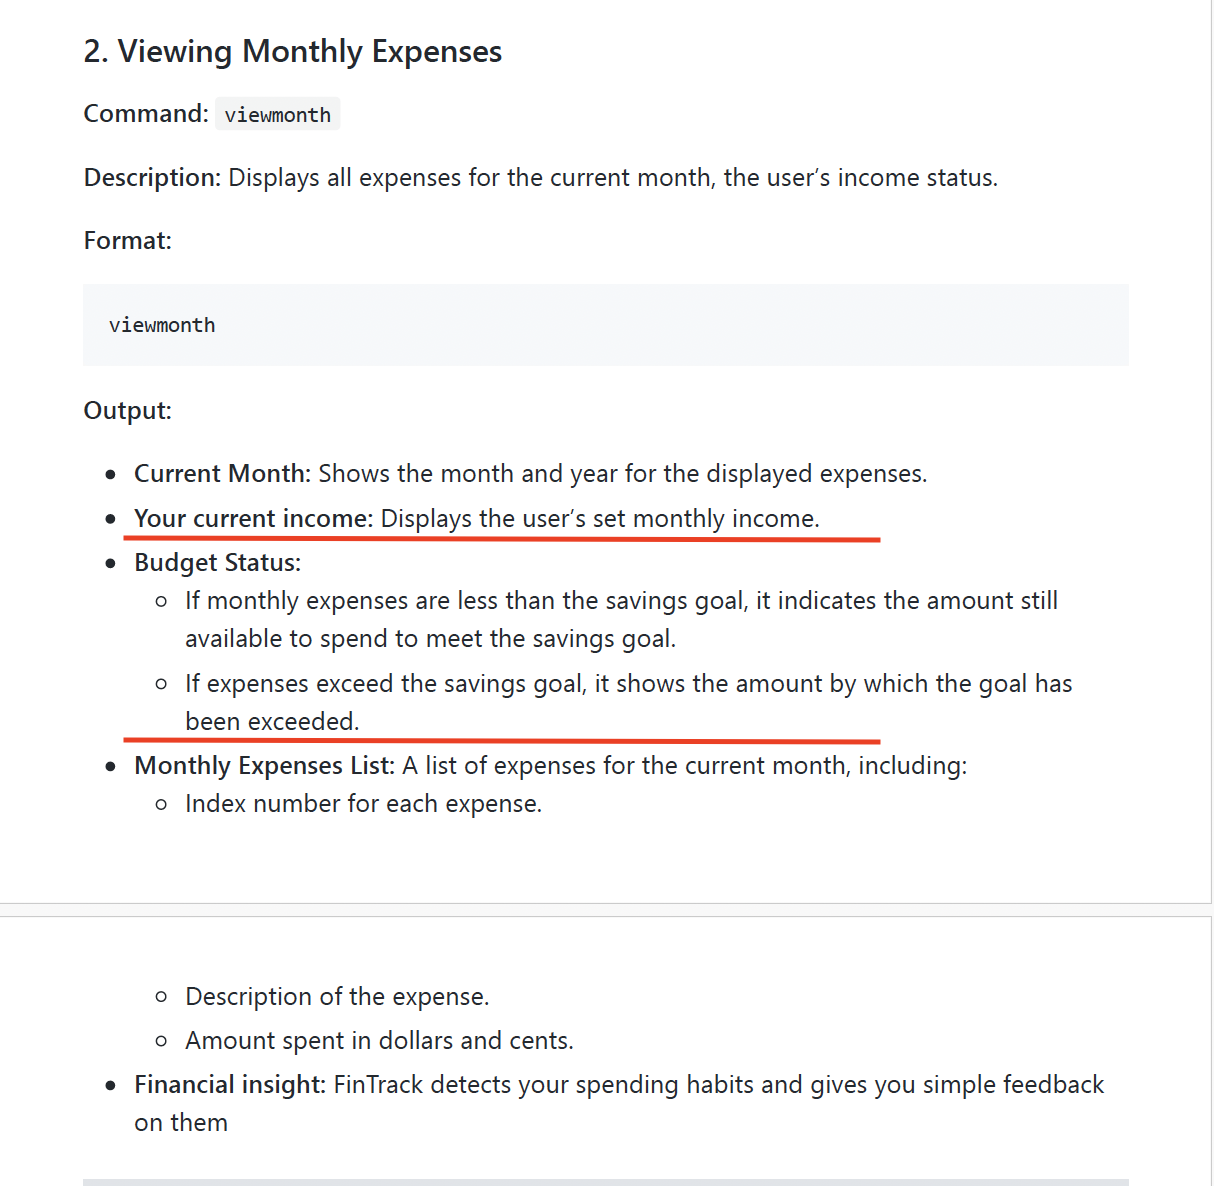 2. Viewing Monthly Expenses
Command: viewmonth
Description: Displays all expenses for the current month, the user’s income status.
Format:
viewmonth
Output:
• Current Month: Shows the month and year for the displayed expenses.
• Your current income: Displays the user’s set monthly income.
• Budget Status:
○ If monthly expenses are less than the savings goal, it indicates the amount still
available to spend to meet the savings goal.
○ If expenses exceed the savings goal, it shows the amount by which the goal has
been exceeded.
• Monthly Expenses List: A list of expenses for the current month, including:
○ Index number for each expense.
○ Description of the expense.
○ Amount spent in dollars and cents.
• Financial insight: FinTrack detects your spending habits and gives you simple feedback
on them